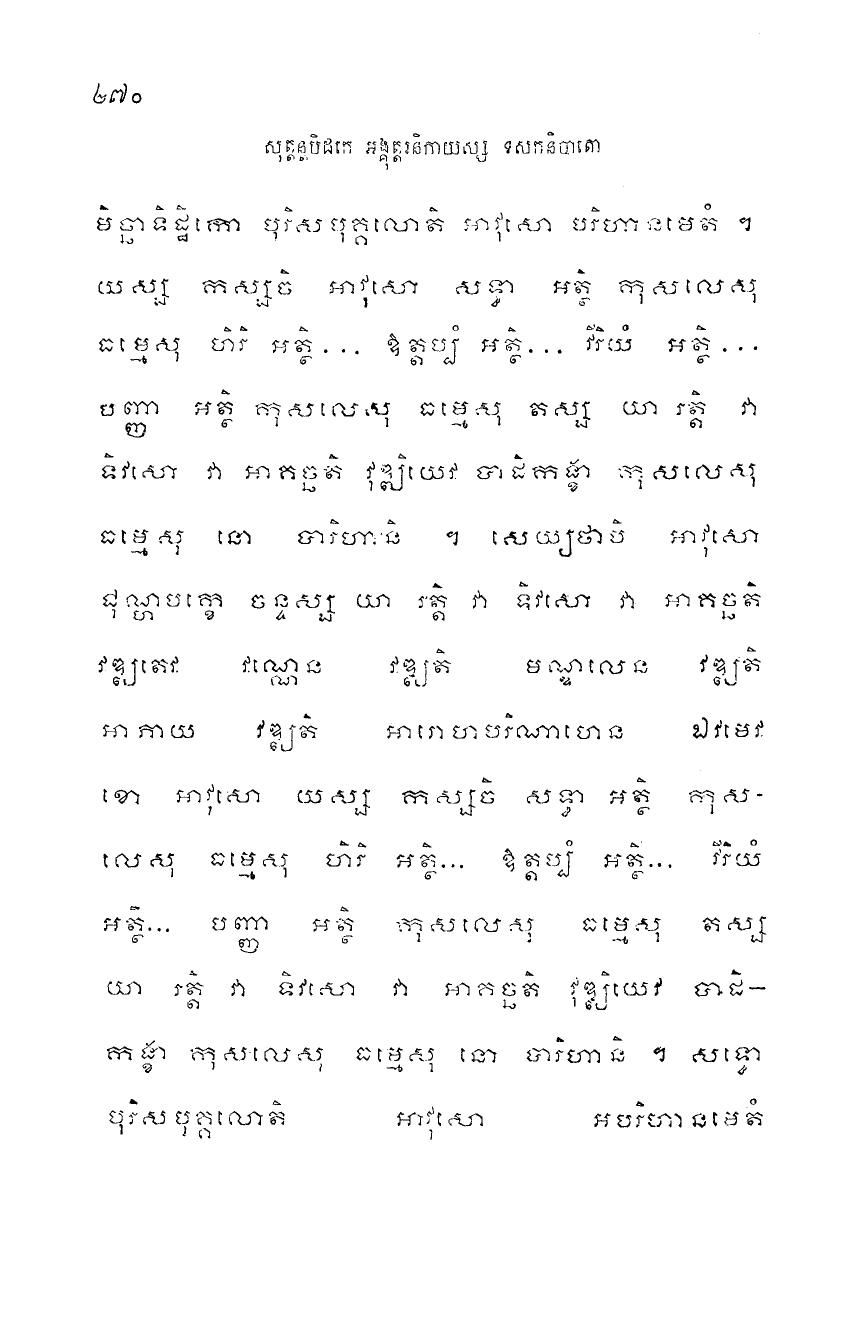 ២៧០
សុត្តន្តបិដកេ អង្គុត្តរនិកាយស្ស ទសកនិបាតោ
មិច្ឆាទិដ្ឋិកោ បុរិសបុគ្គលោតិ អាវុសោ បរិហានមេតំ ។
យស្ស កស្សចិ អាវុសោ សទ្ធា អត្ថិ កុសលេសុ
ធម្មេសុ ហិរិ អត្ថិ... ឱត្តប្បំ អត្ថិ... វីរិយំ អត្ថិ...
បញ្ញា អត្ថិ កុសលេសុ ធម្មេសុ តស្ស យា រត្តិ វា
ទិវសោ វា អាគច្ឆតិ វុឌ្ឍិយេវ បាដិកង្ខា កុសលេសុ
ធម្មេសុ នោ បារិហានិ ។ សេយ្យថាបិ អាវុសោ
ជុណ្ហបក្ខេ ចន្ទស្ស យា រត្តិ វា ទិវសោ វា អាគច្ឆតិ
វឌ្ឍតេវ វណ្ណេន វឌ្ឍតិ មណ្ឌលេន វឌ្ឍតិ
អាភាយ វឌ្ឍតិ អារោហបរិណាហេន ឯវមេវ
ខោ អាវុសោ យស្ស កស្សចិ សទ្ធា អត្ថិ កុស-
លេសុ ធម្មេសុ ហិរិ អត្ថិ... ឱត្តប្បំ អត្ថិ... វីរិយំ
អត្ថិ... បញ្ញា អត្ថិ កុសលេសុ ធម្មេសុ តស្ស
យា រត្តិ វា ទិវសោ វា អាគច្ឆតិ វុឌ្ឍិយេវ បាដិ-
កង្ខា កុសលេសុ ធម្មេសុ នោ បារិហានិ ។ សទ្ធោ
បុរិសបុគ្គលោតិ អាវុសោ អបរិហានមេតំ